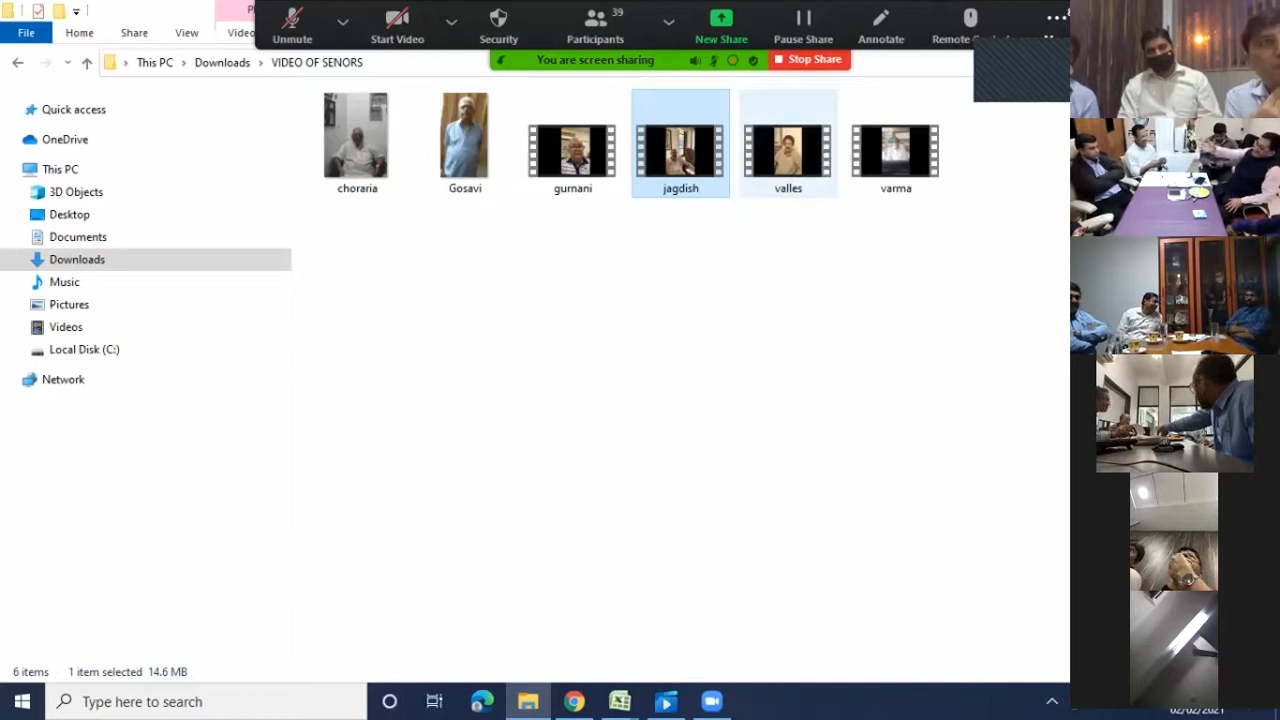 39
Unmute Start Video Security Participants New Share Pause Share Annotate
File Home Share View
You are screen sharing Stop Share
This PC Downloads VIDEO OF SENORS
Quick access
OneDrive
This PC
3D Objects
Desktop
Documents
Downloads
Music
Pictures
Videos
Local Disk (C:)
Network
choraria Gosavi gurnani jagdish valles varma
6 items 1 item selected 14.6 MB
Type here to search
02/02/2021